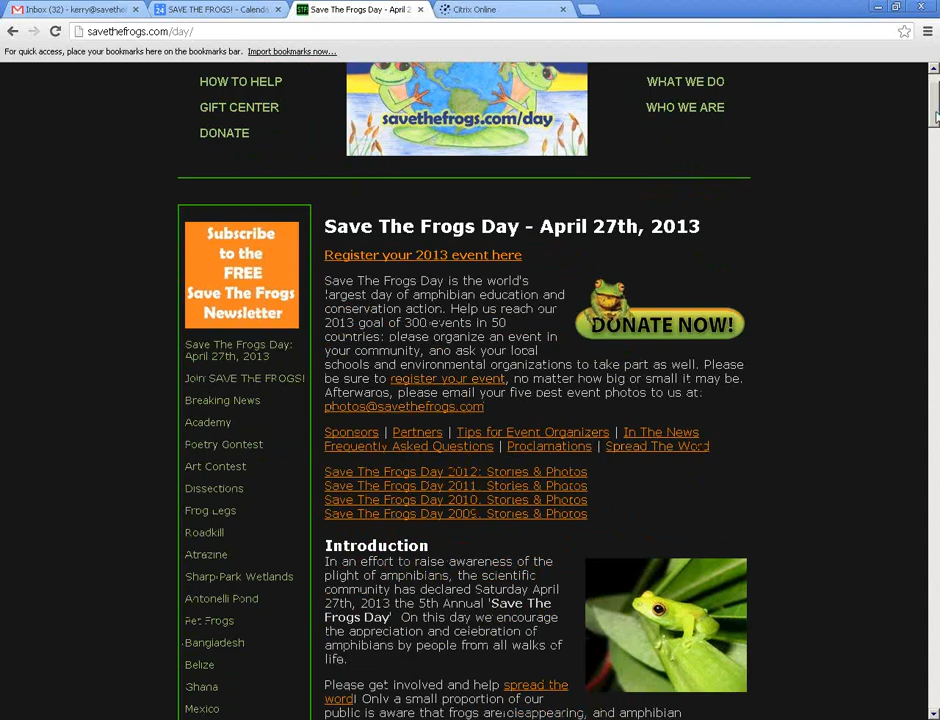 Inbox (32) - kerry@savethef
SAVE THE FROGS! - Calenda
Save The Frogs Day - April 2
Citrix Online
savethefrogs.com/day/
For quick access, place your bookmarks here on the bookmarks bar. Import bookmarks now...
HOW TO HELP
GIFT CENTER
DONATE
savethefrogs.com/day
WHAT WE DO
WHO WE ARE
Subscribe
to the
FREE
Save The Frogs
Newsletter
Save The Frogs Day:
April 27th, 2013
Join SAVE THE FROGS!
Breaking News
Academy
Poetry Contest
Art Contest
Dissections
Frog Legs
Roadkill
Atrazine
Sharp Park Wetlands
Antonelli Pond
Pet Frogs
Bangladesh
Belize
Ghana
Mexico
Save The Frogs Day - April 27th, 2013
Register your 2013 event here
Save The Frogs Day is the world's
largest day of amphibian education and
conservation action. Help us reach our
2013 goal of 300 events in 50
countries: please organize an event in
your community, and ask your local
schools and environmental organizations to take part as well. Please
be sure to register your event, no matter how big or small it may be.
Afterwards, please email your five best event photos to us at:
photos@savethefrogs.com
DONATE NOW!
Sponsors | Partners | Tips for Event Organizers | In The News
Frequently Asked Questions | Proclamations | Spread The Word
Save The Frogs Day 2012: Stories & Photos
Save The Frogs Day 2011. Stories & Photos
Save The Frogs Day 2010. Stories & Photos
Save The Frogs Day 2009. Stories & Photos
Introduction
In an effort to raise awareness of the
plight of amphibians, the scientific
community has declared Saturday April
27th, 2013 the 5th Annual 'Save The
Frogs Day' On this day we encourage
the appreciation and celebration of
amphibians by people from all walks of
life.
Please get involved and help spread the
word! Only a small proportion of our
public is aware that frogs are disappearing, and amphibian